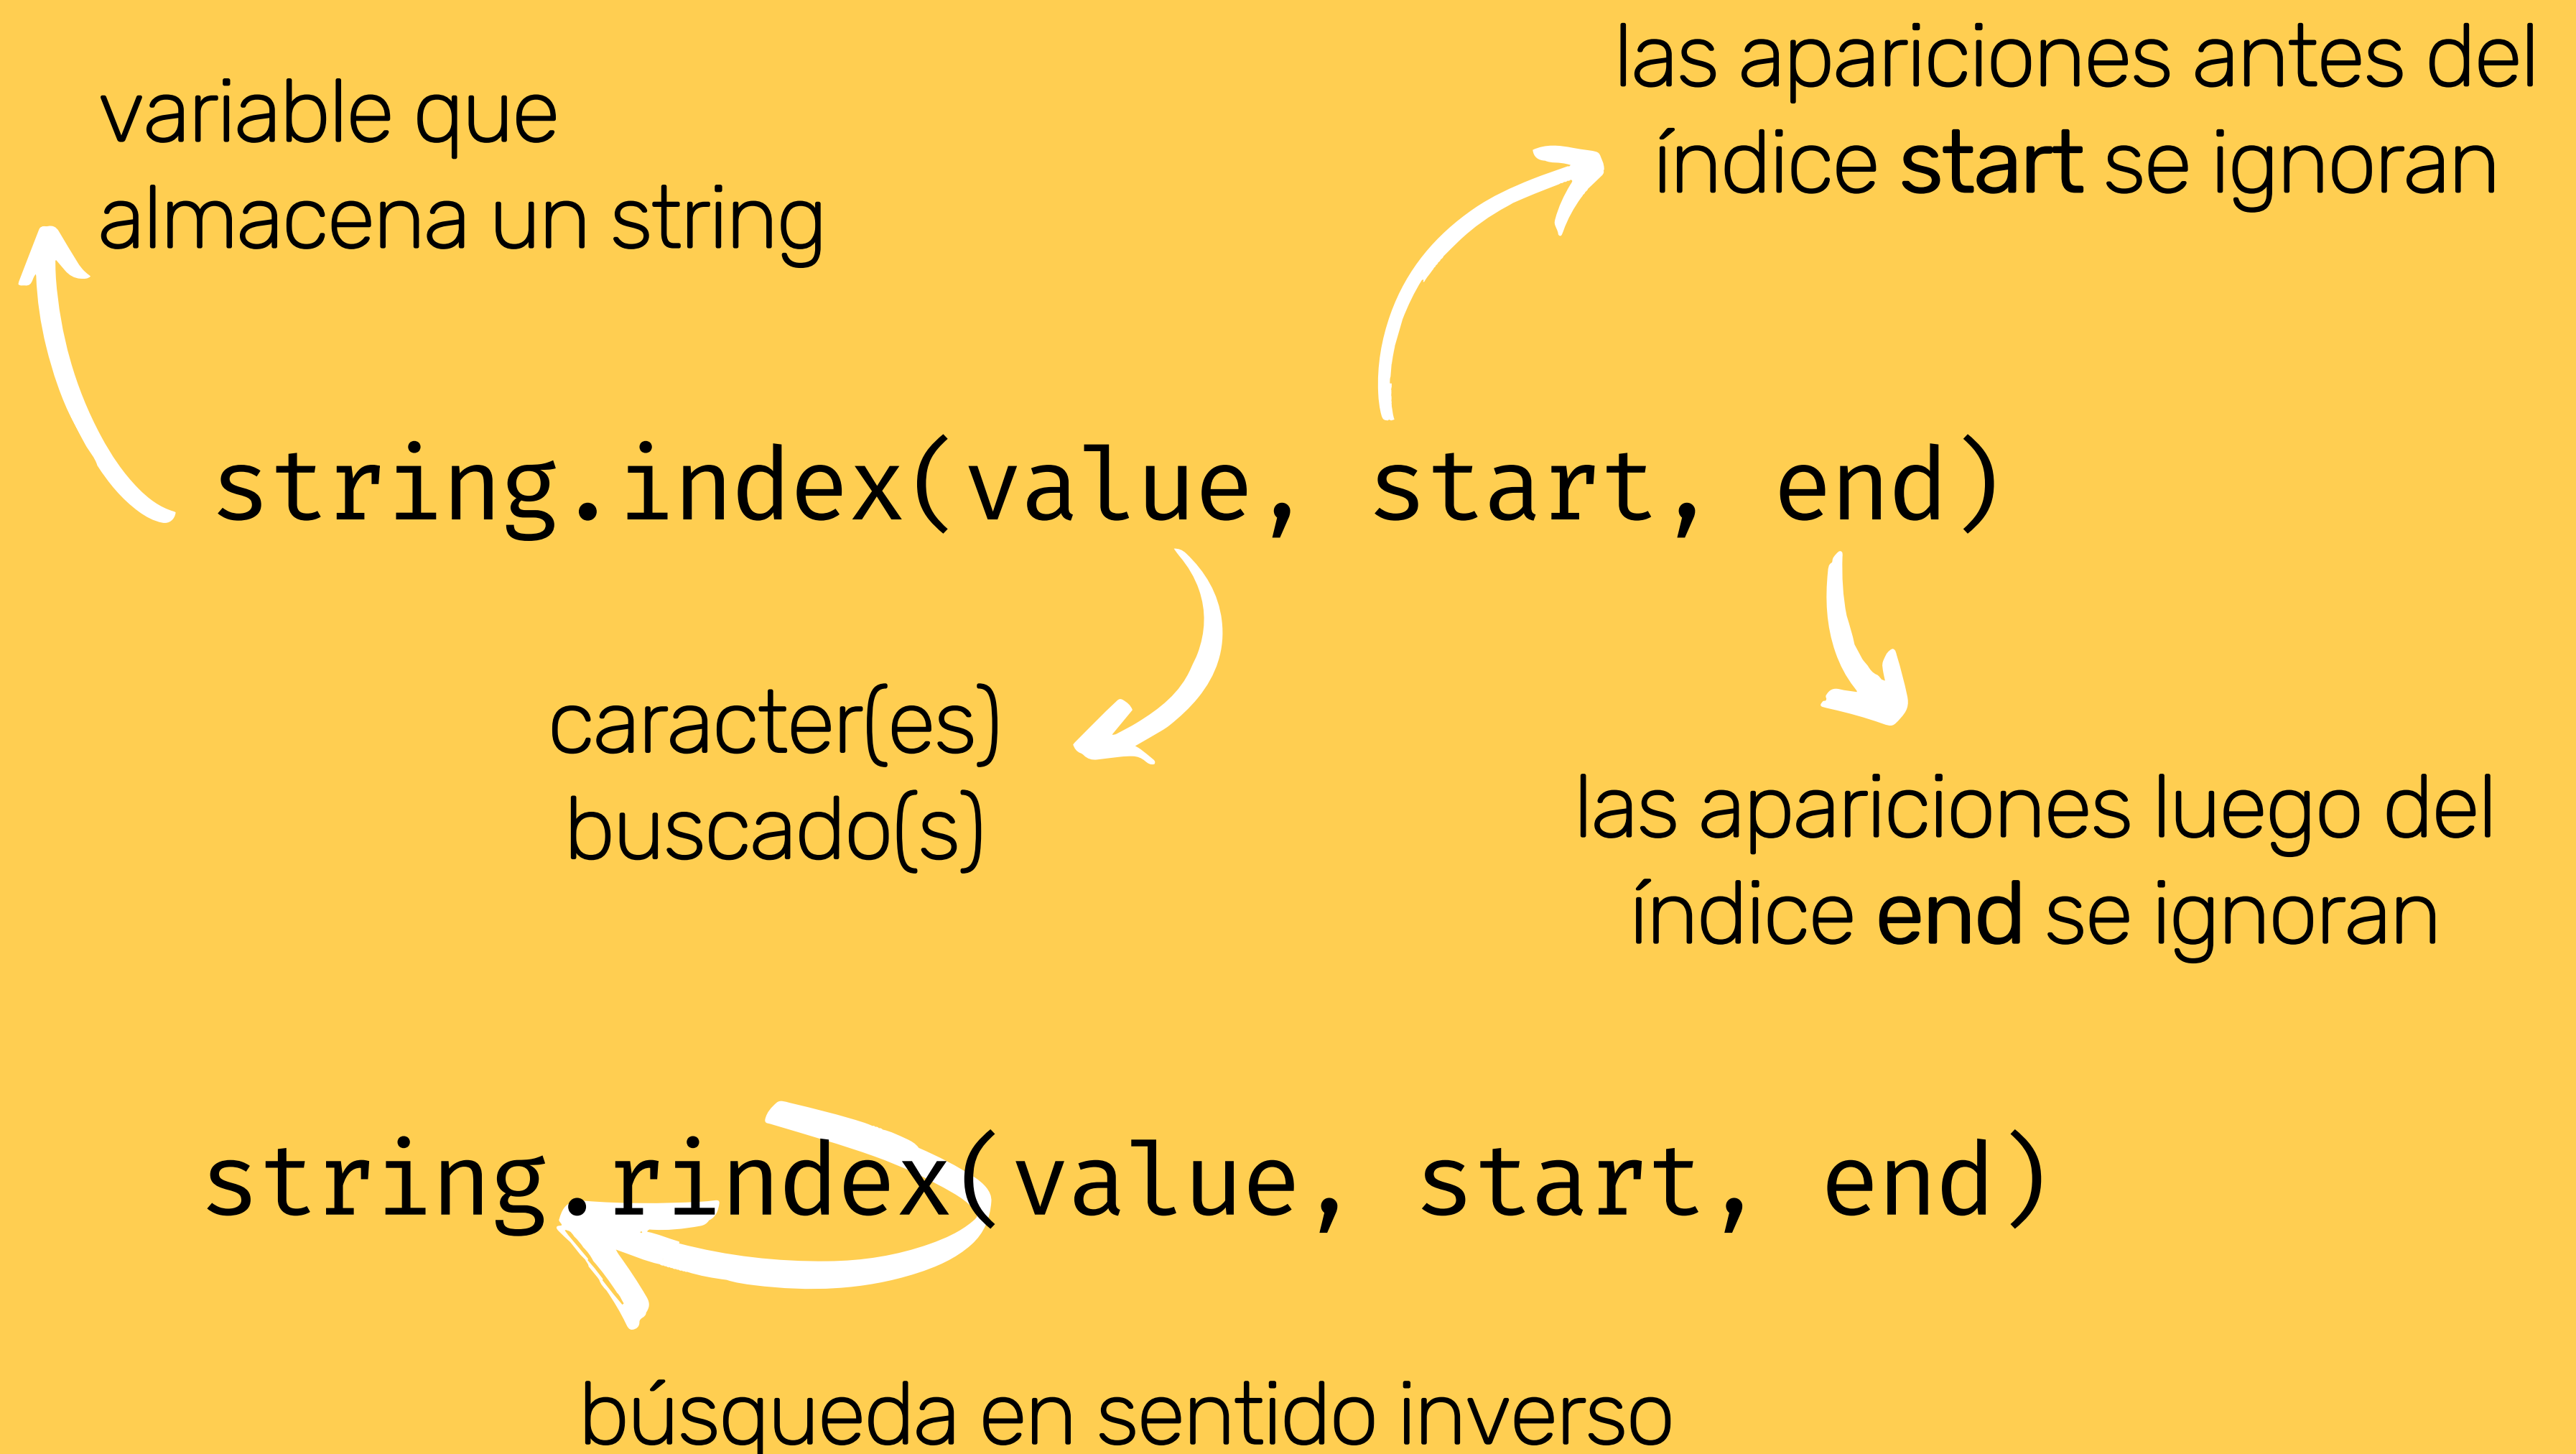 variable que
almacena un string
las apariciones antes del
índice start se ignoran
string.index(value, start, end)
caracter(es)
buscado(s)
las apariciones luego del
índice end se ignoran
string.rindex(value, start, end)
búsqueda en sentido inverso